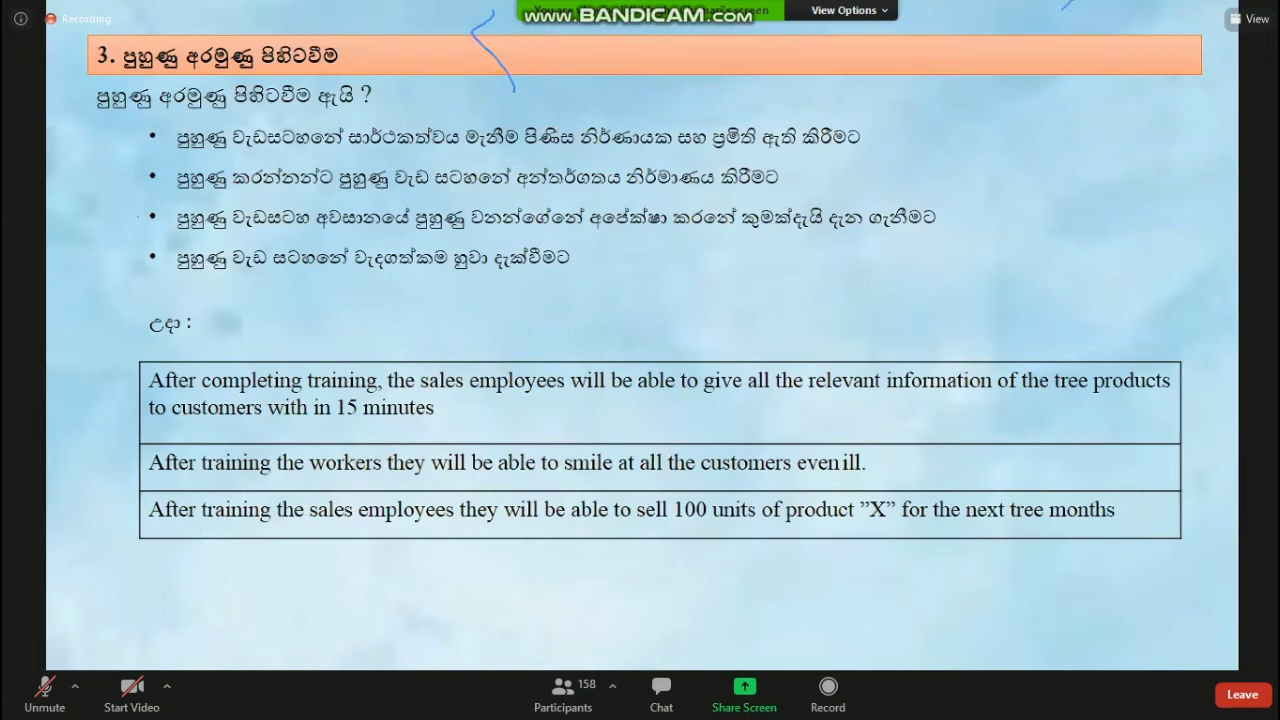 Recording
WWW.BANDICAM.COM
View Options
View
3. පුහුණු අරමුණු පිහිටවීම
පුහුණු අරමුණු පිහිටවීම ඇයි ?
• පුහුණු වැඩසටහනේ සාර්ථකත්වය මැනීම පිණිස නිර්ණායක සහ ප්‍රමිති ඇති කිරීමට
• පුහුණු කරන්නන්ට පුහුණු වැඩ සටහනේ අන්තර්ගතය නිර්මාණය කිරීමට
• පුහුණු වැඩසටහ අවසානයේ පුහුණු වනන්ගේනේ අපේක්ෂා කරනේ කුමක්දැයි දැන ගැනීමට
• පුහුණු වැඩ සටහනේ වැදගත්කම හුවා දැක්වීමට
උදා :
After completing training, the sales employees will be able to give all the relevant information of the tree products
to customers with in 15 minutes
After training the workers they will be able to smile at all the customers even ill.
After training the sales employees they will be able to sell 100 units of product ”X” for the next tree months
Unmute
Start Video
158
Participants
Chat
Share Screen
Record
Leave